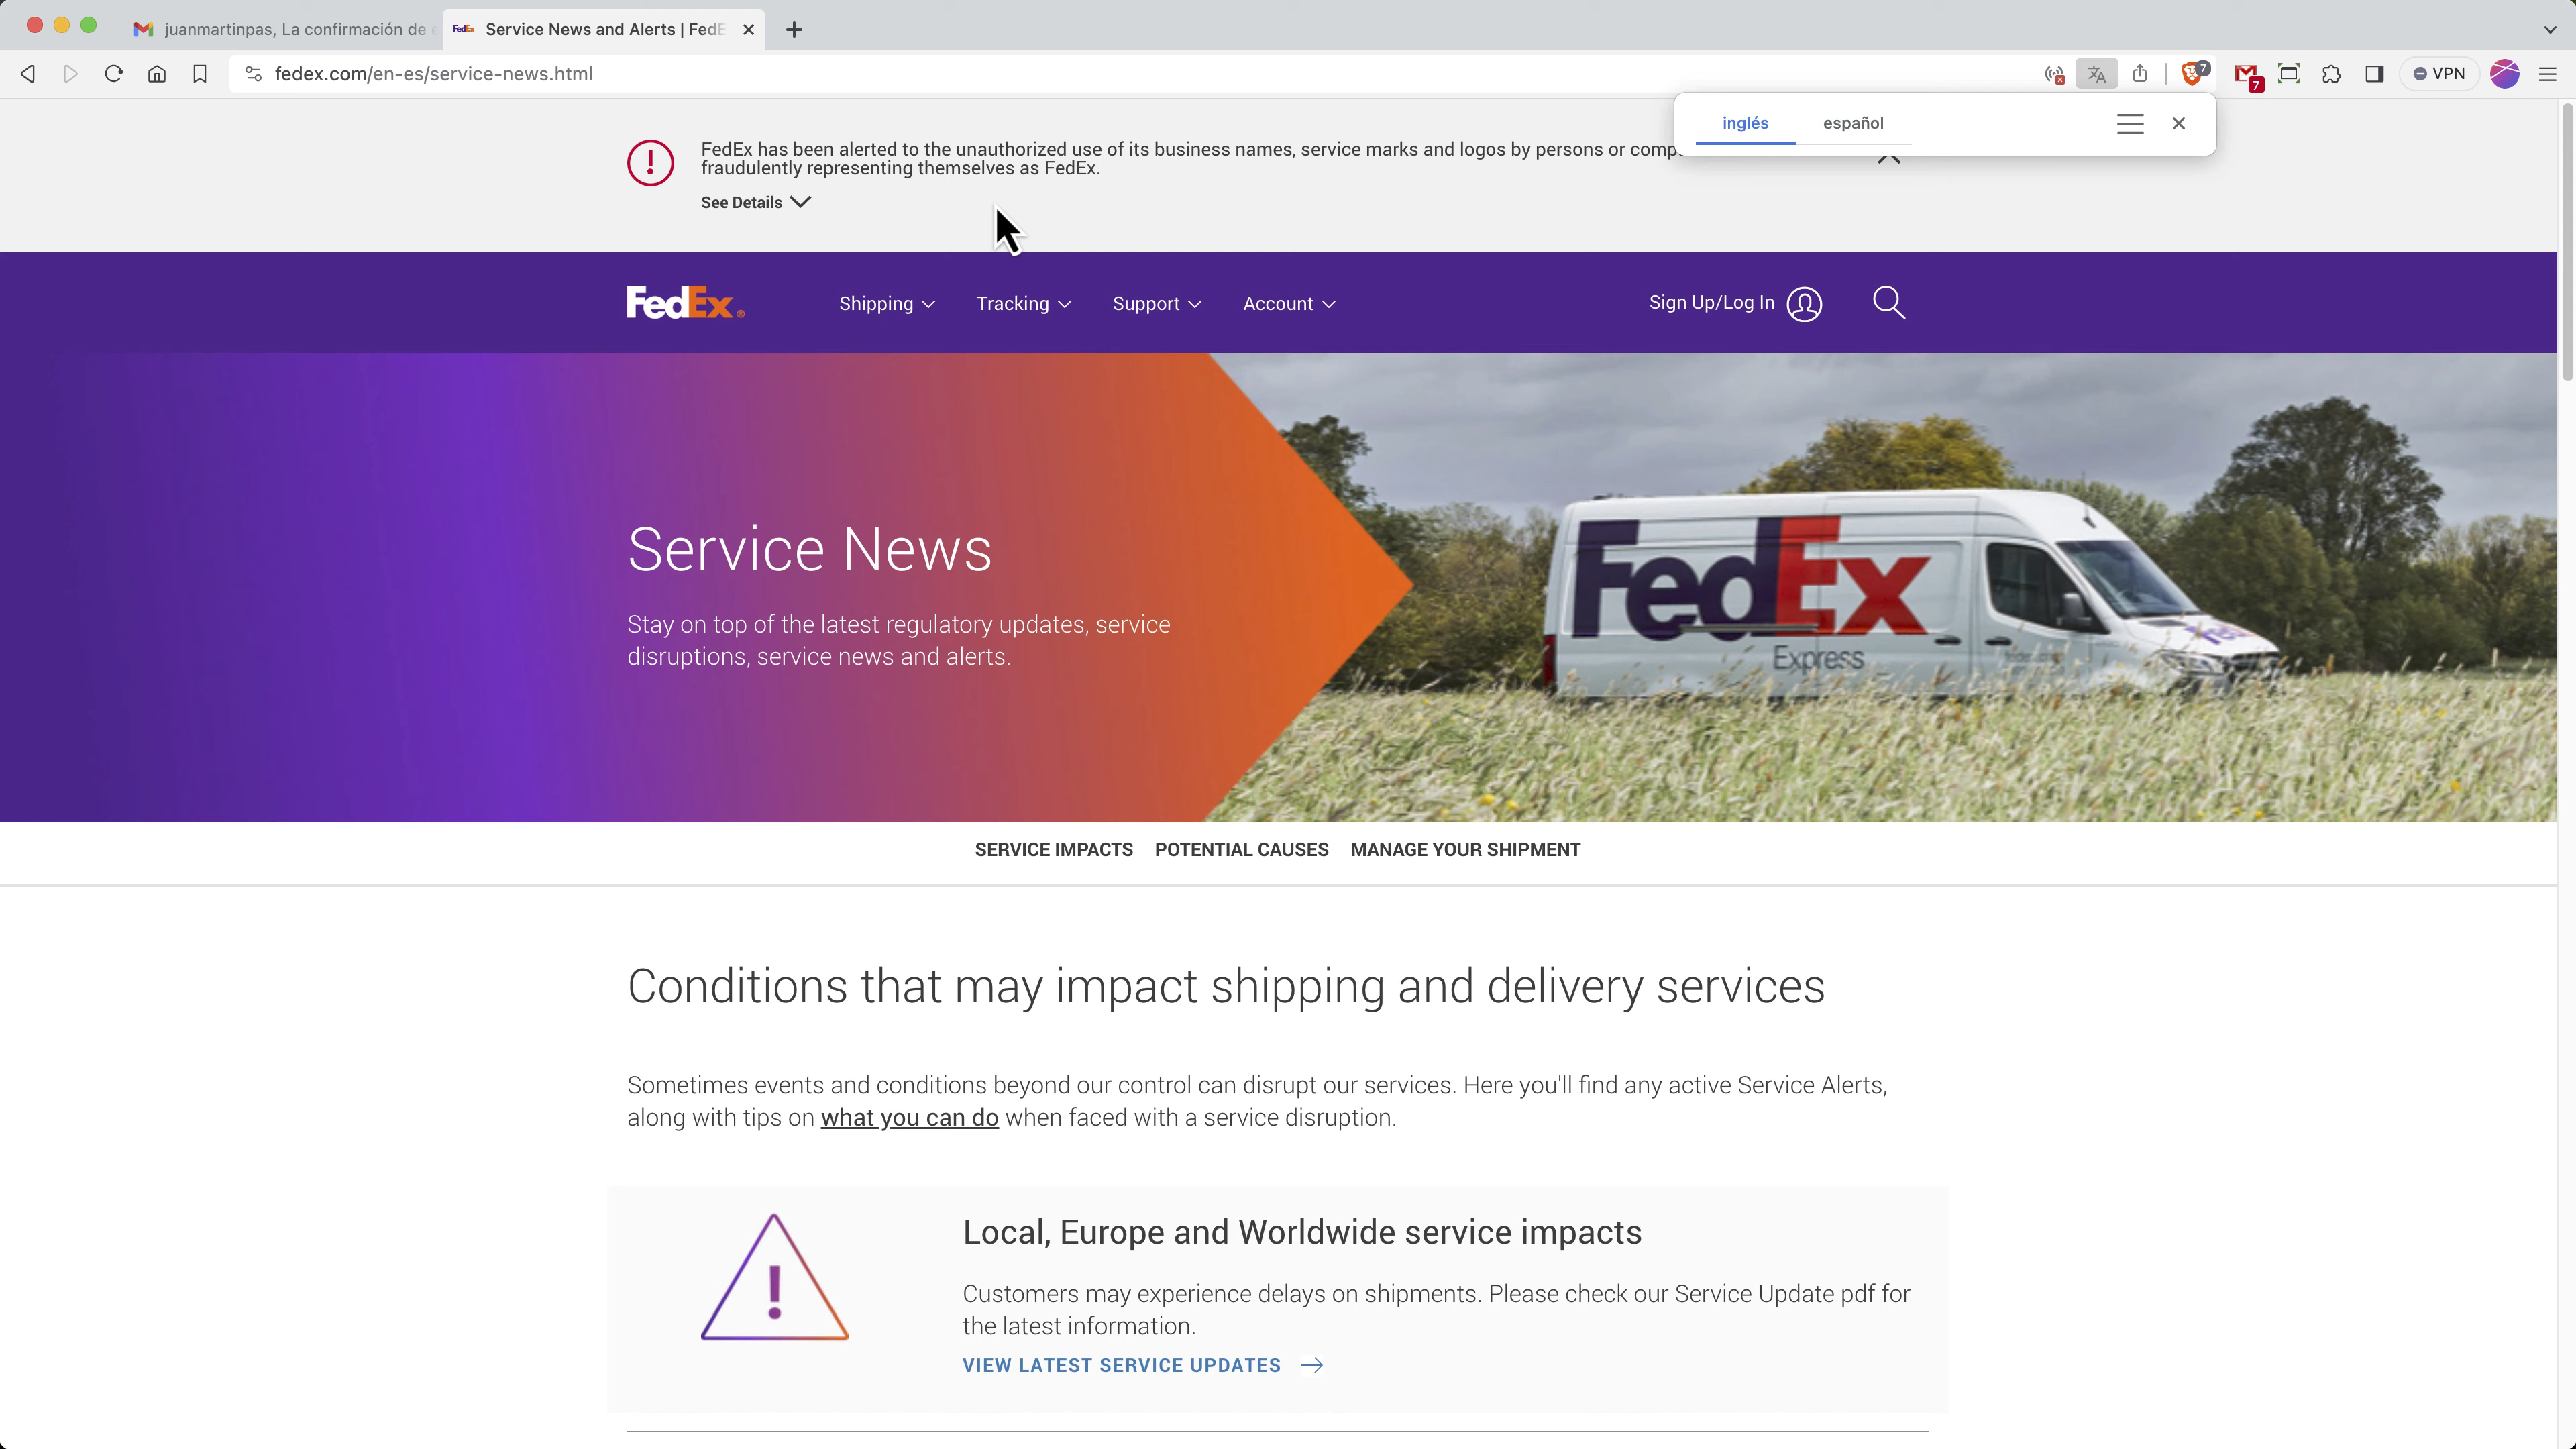 juanmartinpas, La confirmación de
Service News and Alerts | FedE
fedex.com/en-es/service-news.html
7
7
VPN
inglés
español
FedEx has been alerted to the unauthorized use of its business names, service marks and logos by persons or comp
fraudulently representing themselves as FedEx.
See Details
FedEx
Shipping
Tracking
Support
Account
Sign Up/Log In
Service News
Stay on top of the latest regulatory updates, service
disruptions, service news and alerts.
FedEx
Express
SERVICE IMPACTS
POTENTIAL CAUSES
MANAGE YOUR SHIPMENT
Conditions that may impact shipping and delivery services
Sometimes events and conditions beyond our control can disrupt our services. Here you'll find any active Service Alerts,
along with tips on what you can do when faced with a service disruption.
Local, Europe and Worldwide service impacts
Customers may experience delays on shipments. Please check our Service Update pdf for
the latest information.
VIEW LATEST SERVICE UPDATES